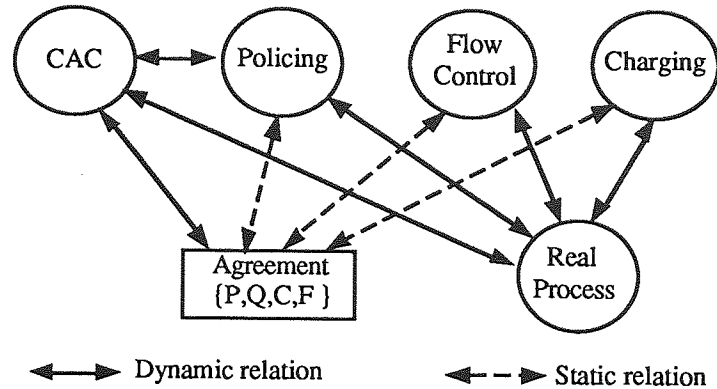 CAC
Policing
Flow
Control
Charging
Agreement
{P,Q,C,F }
Real
Process
Dynamic relation
Static relation